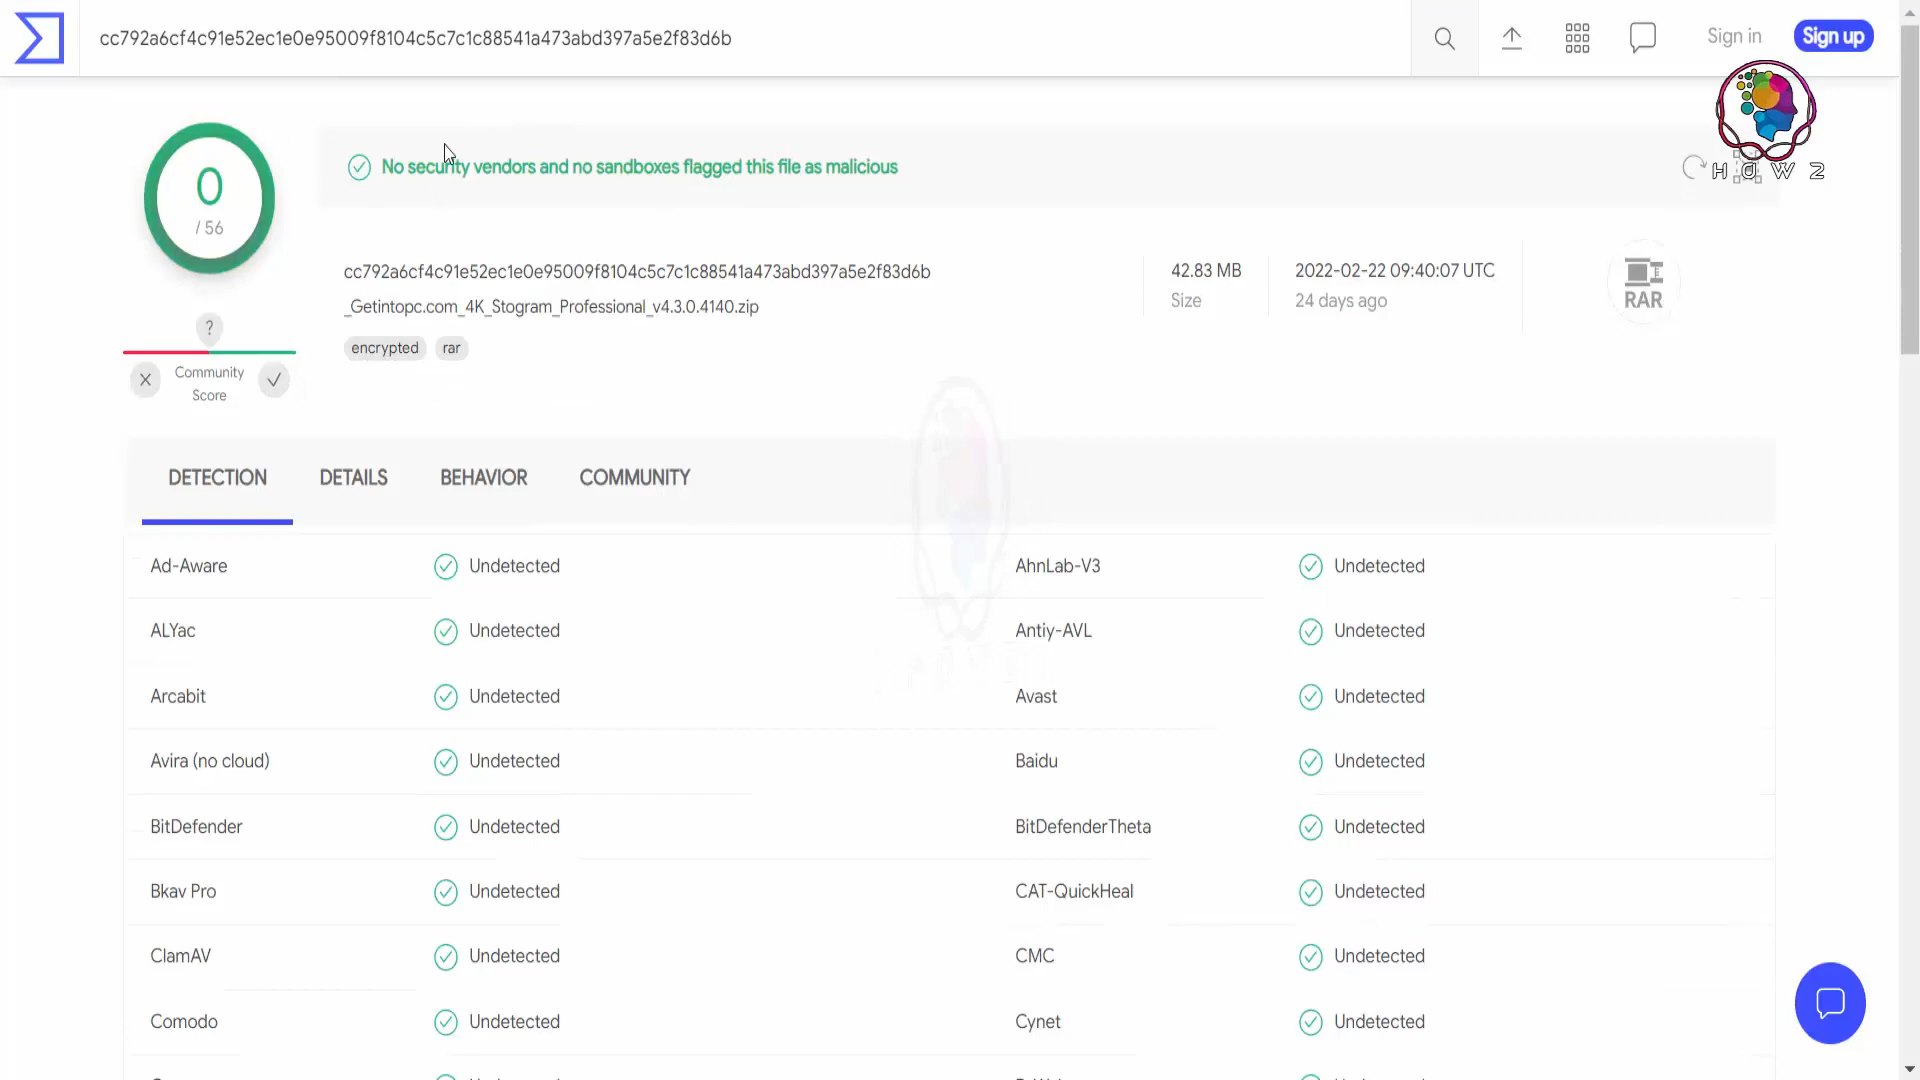 cc792a6cf4c91e52ec1e0e95009f8104c5c7c1c88541a473abd397a5e2f83d6b
Sign in
Sign up
HOW2
0
/ 56
No security vendors and no sandboxes flagged this file as malicious
cc792a6cf4c91e52ec1e0e95009f8104c5c7c1c88541a473abd397a5e2f83d6b
_Getintopc.com_4K_Stogram_Professional_v4.3.0.4140.zip
encrypted
rar
42.83 MB
Size
2022-02-22 09:40:07 UTC
24 days ago
RAR
?
Community
Score
DETECTION
DETAILS
BEHAVIOR
COMMUNITY
Ad-Aware Undetected AhnLab-V3 Undetected
ALYac Undetected Antiy-AVL Undetected
Arcabit Undetected Avast Undetected
Avira (no cloud) Undetected Baidu Undetected
BitDefender Undetected BitDefenderTheta Undetected
Bkav Pro Undetected CAT-QuickHeal Undetected
ClamAV Undetected CMC Undetected
Comodo Undetected Cynet Undetected